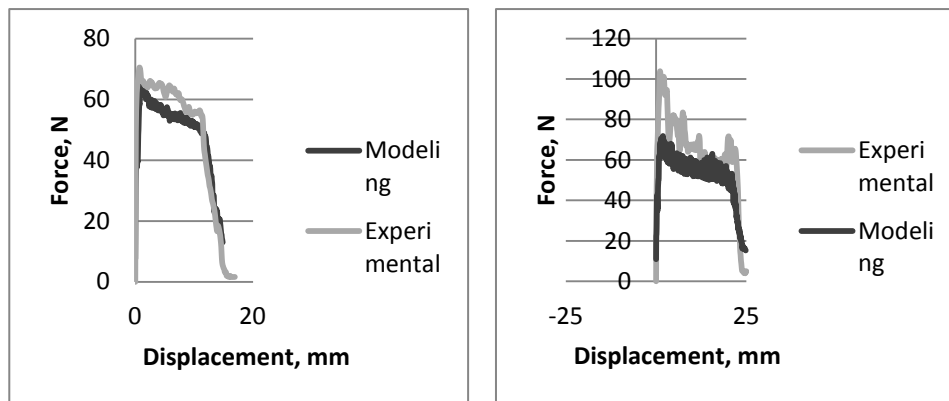 80
60
40
20
0
0
20
Force, N
Displacement, mm
Modeli
ng
Experi
mental
120
100
80
60
40
20
0
-25
25
Force, N
Displacement, mm
Experi
mental
Modeli
ng